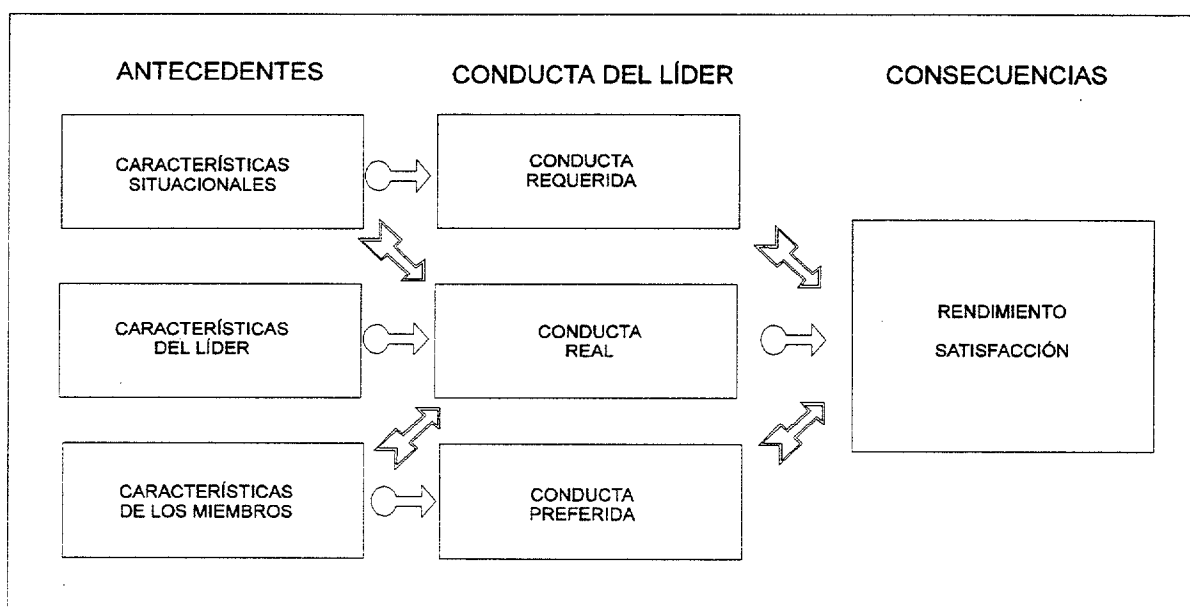 ANTECEDENTES
CONDUCTA DEL LÍDER
CONSECUENCIAS
CARACTERÍSTICAS
SITUACIONALES
CONDUCTA
REQUERIDA
CARACTERÍSTICAS
DEL LÍDER
CONDUCTA
REAL
RENDIMIENTO
SATISFACCIÓN
CARACTERÍSTICAS
DE LOS MIEMBROS
CONDUCTA
PREFERIDA